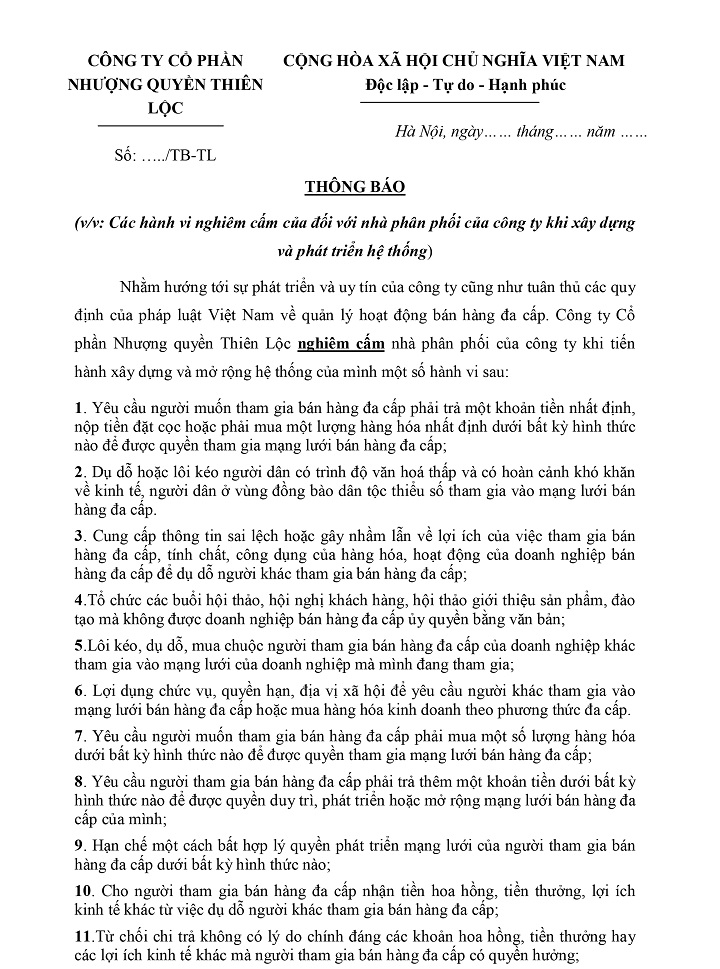 CÔNG TY CỔ PHẦN
NHƯỢNG QUYỀN THIÊN
LỘC
CỘNG HÒA XÃ HỘI CHỦ NGHĨA VIỆT NAM
Độc lập - Tự do - Hạnh phúc
Hà Nội, ngày…… tháng…… năm ……
Số: …../TB-TL
THÔNG BÁO
(v/v: Các hành vi nghiêm cấm của đối với nhà phân phối của công ty khi xây dựng
và phát triển hệ thống)
Nhằm hướng tới sự phát triển và uy tín của công ty cũng như tuân thủ các quy
định của pháp luật Việt Nam về quản lý hoạt động bán hàng đa cấp. Công ty Cổ
phần Nhượng quyền Thiên Lộc nghiêm cấm nhà phân phối của công ty khi tiến
hành xây dựng và mở rộng hệ thống của mình một số hành vi sau:
1. Yêu cầu người muốn tham gia bán hàng đa cấp phải trả một khoản tiền nhất định,
nộp tiền đặt cọc hoặc phải mua một lượng hàng hóa nhất định dưới bất kỳ hình thức
nào để được quyền tham gia mạng lưới bán hàng đa cấp;
2. Dụ dỗ hoặc lôi kéo người dân có trình độ văn hoá thấp và có hoàn cảnh khó khăn
về kinh tế, người dân ở vùng đồng bào dân tộc thiểu số tham gia vào mạng lưới bán
hàng đa cấp.
3. Cung cấp thông tin sai lệch hoặc gây nhầm lẫn về lợi ích của việc tham gia bán
hàng đa cấp, tính chất, công dụng của hàng hóa, hoạt động của doanh nghiệp bán
hàng đa cấp để dụ dỗ người khác tham gia bán hàng đa cấp;
4.Tổ chức các buổi hội thảo, hội nghị khách hàng, hội thảo giới thiệu sản phẩm, đào
tạo mà không được doanh nghiệp bán hàng đa cấp ủy quyền bằng văn bản;
5.Lôi kéo, dụ dỗ, mua chuộc người tham gia bán hàng đa cấp của doanh nghiệp khác
tham gia vào mạng lưới của doanh nghiệp mà mình đang tham gia;
6. Lợi dụng chức vụ, quyền hạn, địa vị xã hội để yêu cầu người khác tham gia vào
mạng lưới bán hàng đa cấp hoặc mua hàng hóa kinh doanh theo phương thức đa cấp.
7. Yêu cầu người muốn tham gia bán hàng đa cấp phải mua một số lượng hàng hóa
dưới bất kỳ hình thức nào để được quyền tham gia mạng lưới bán hàng đa cấp;
8. Yêu cầu người tham gia bán hàng đa cấp phải trả thêm một khoản tiền dưới bất kỳ
hình thức nào để được quyền duy trì, phát triển hoặc mở rộng mạng lưới bán hàng đa
cấp của mình;
9. Hạn chế một cách bất hợp lý quyền phát triển mạng lưới của người tham gia bán
hàng đa cấp dưới bất kỳ hình thức nào;
10. Cho người tham gia bán hàng đa cấp nhận tiền hoa hồng, tiền thưởng, lợi ích
kinh tế khác từ việc dụ dỗ người khác tham gia bán hàng đa cấp;
11.Từ chối chi trả không có lý do chính đáng các khoản hoa hồng, tiền thưởng hay
các lợi ích kinh tế khác mà người tham gia bán hàng đa cấp có quyền hưởng;